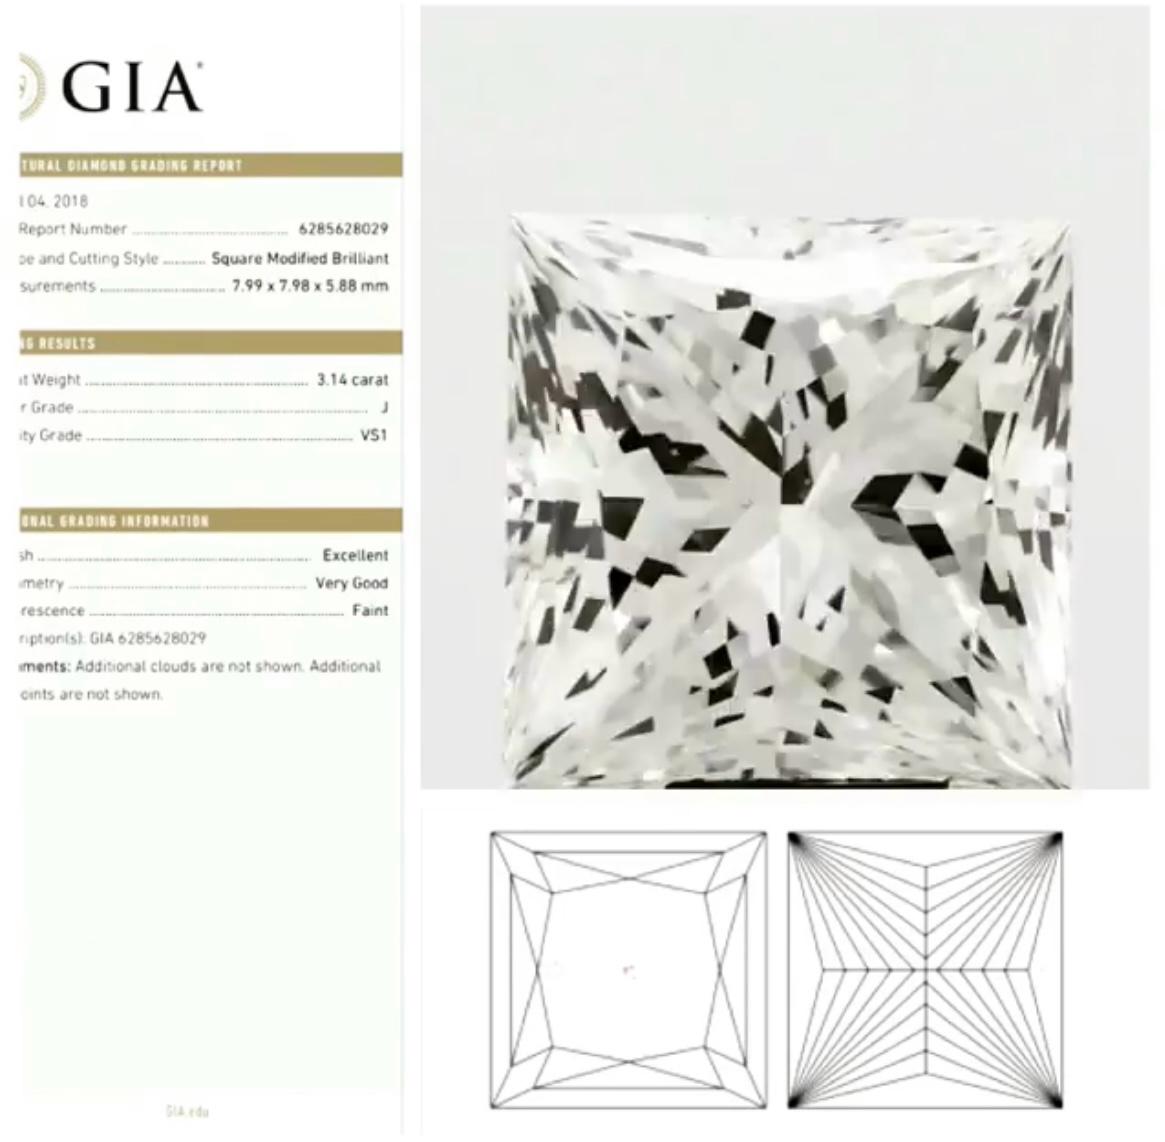 GIA
TURAL DIAMOND GRADING REPORT
04, 2018
Report Number 6285628029
pe and Cutting Style Square Modified Brilliant
surements 7.99 x 7.98 x 5.88 mm
NG RESULTS
t Weight 3.14 carat
r Grade J
ity Grade VS1
ONAL GRADING INFORMATION
sh Excellent
metry Very Good
rescence Faint
ription(s): GIA 6285628029
ments: Additional clouds are not shown. Additional
oints are not shown.
GIA.edu